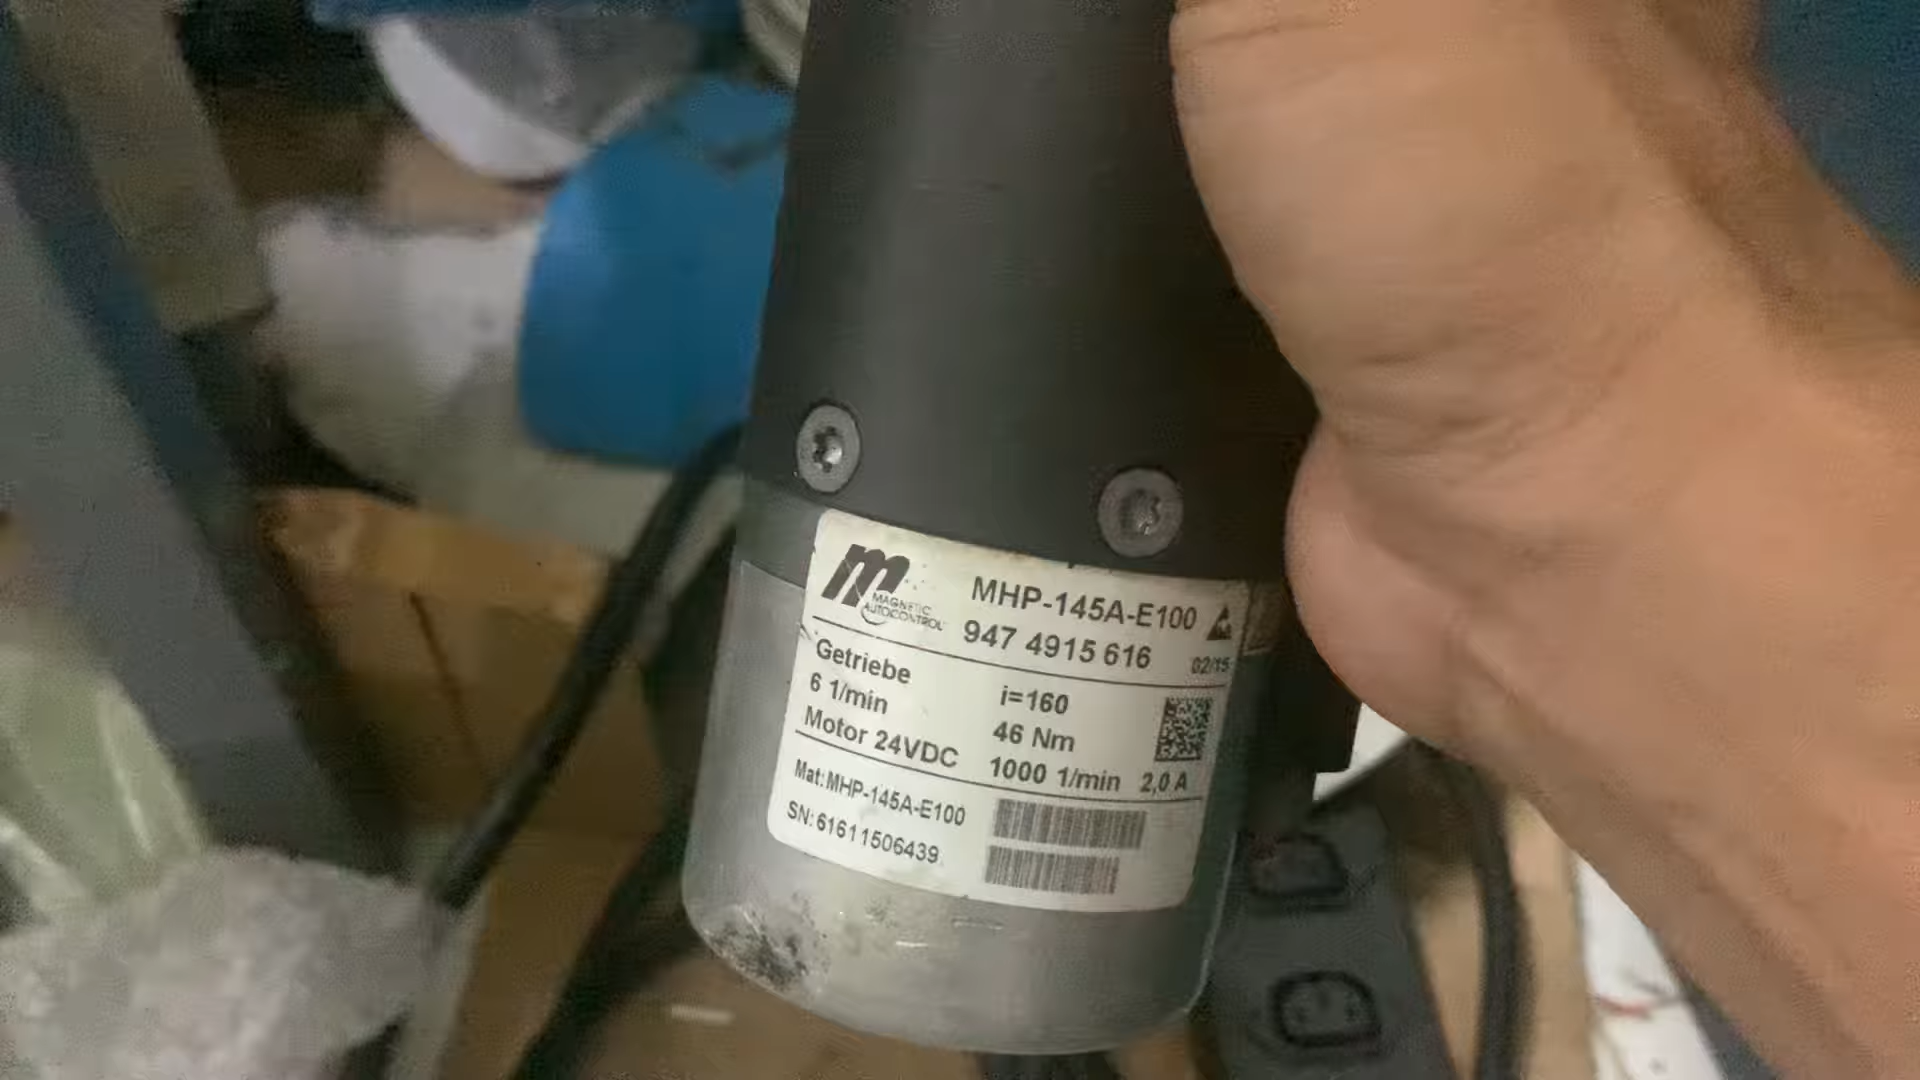 MAGNETIC
AUTOCONTROL
MHP-145A-E100
947 4915 616 02/15
Getriebe i=160
6 1/min 46 Nm
Motor 24VDC 1000 1/min 2,0 A
Mat: MHP-145A-E100
SN: 61611506439